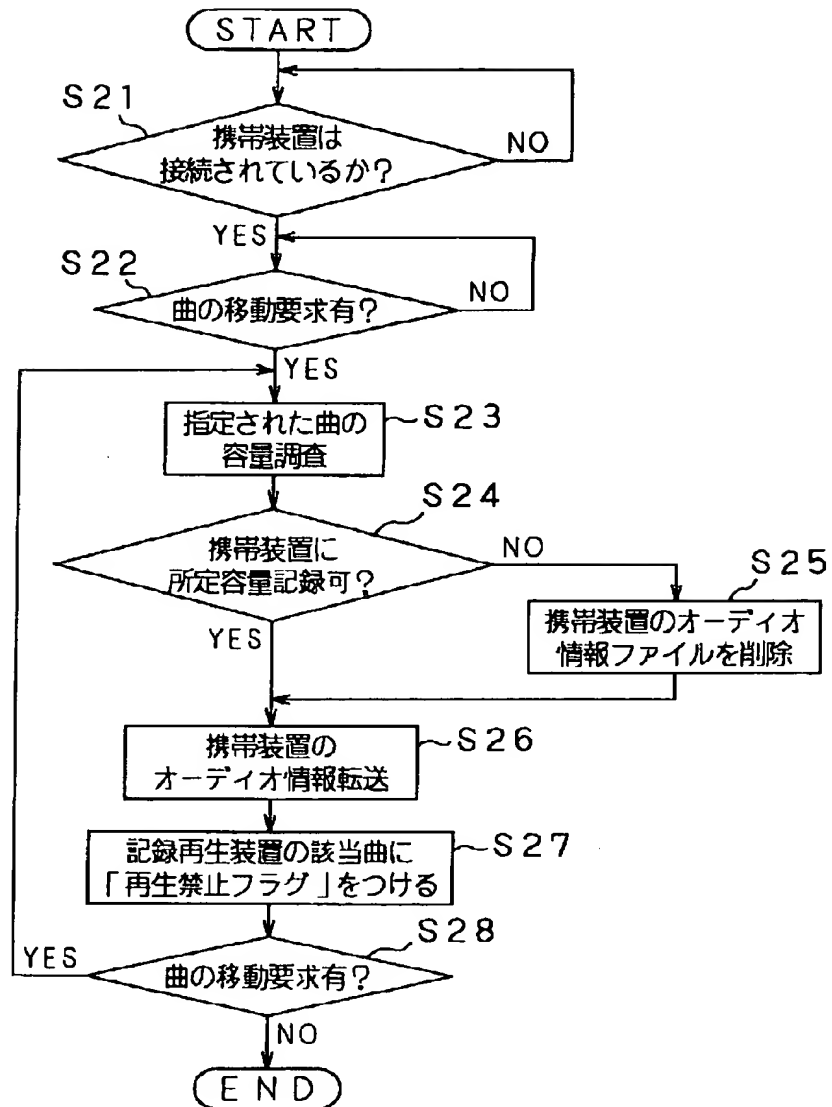 START
S21
携帯装置は
接続されているか？
NO
YES
S22
曲の移動要求有？
NO
YES
指定された曲の
容量調査
S23
S24
携帯装置に
所定容量記録可？
NO
YES
S25
携帯装置のオーディオ
情報ファイルを削除
携帯装置の
オーディオ情報転送
S26
記録再生装置の該当曲に
「再生禁止フラグ」をつける
S27
S28
曲の移動要求有？
YES
NO
END